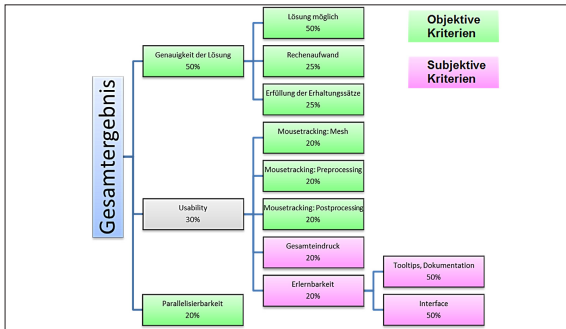 Gesamtergebnis
Genauigkeit der Lösung
50%
Lösung möglich
50%
Rechenaufwand
25%
Erfüllung der Erhaltungssätze
25%
Usability
30%
Mousetracking: Mesh
20%
Mousetracking: Preprocessing
20%
Mousetracking: Postprocessing
20%
Gesamteindruck
20%
Erlernbarkeit
20%
Tooltips, Dokumentation
50%
Interface
50%
Parallelisierbarkeit
20%
Objektive
Kriterien
Subjektive
Kriterien